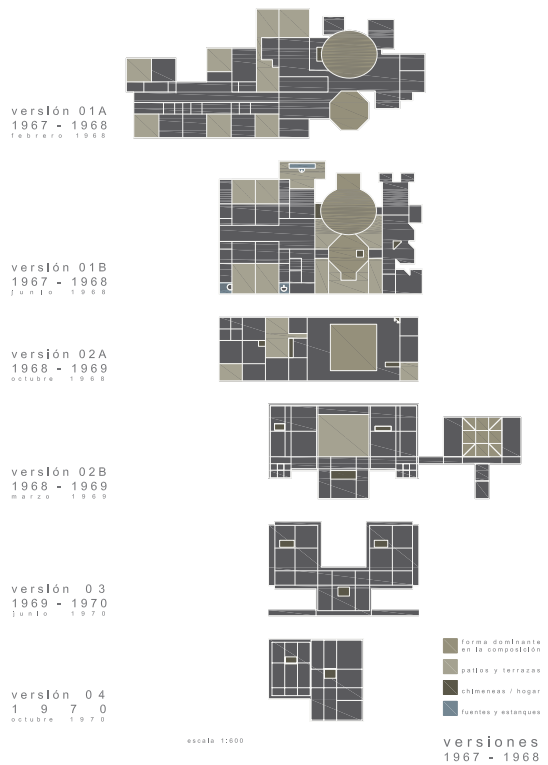 versión 01A
1967 - 1968
febrero 1968
versión 01B
1967 - 1968
junio 1968
versión 02A
1968 - 1969
octubre 1968
versión 02B
1968 - 1969
marzo 1969
versión 03
1969 - 1970
junio 1970
versión 04
1970
octubre 1970
forma dominante
en la composición
patios y terrazas
chimeneas / hogar
fuentes y estanques
escala 1:600
versiones
1967 - 1968